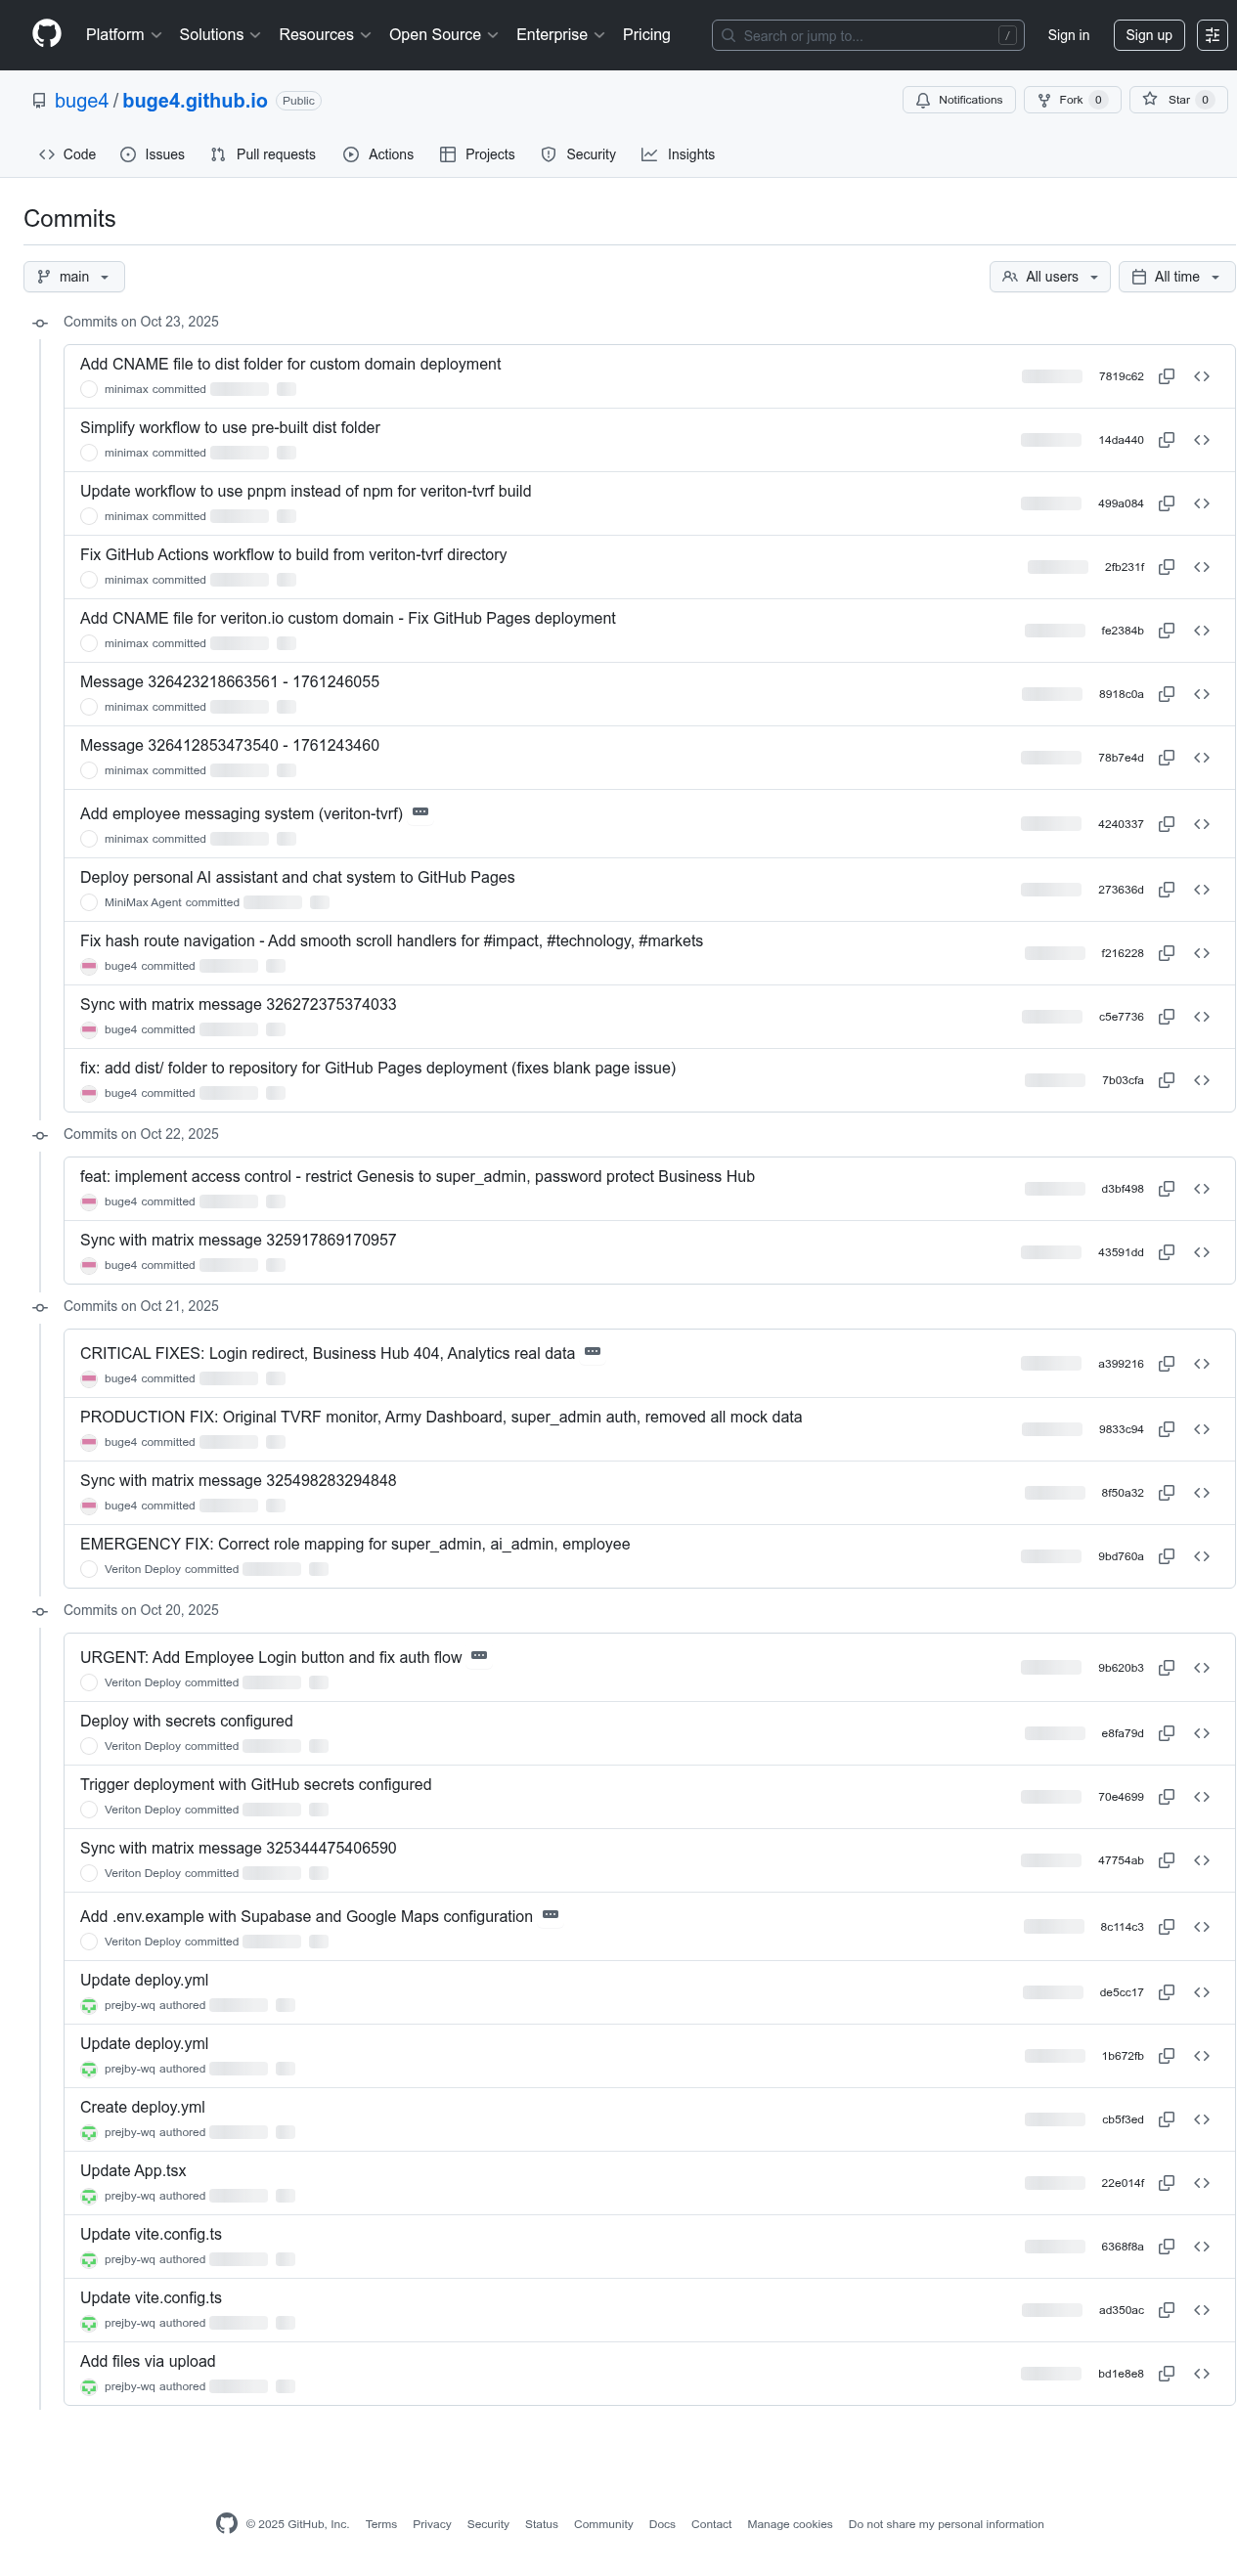 Platform Solutions Resources Open Source Enterprise Pricing Search or jump to... / Sign in Sign up
buge4 / buge4.github.io Public Notifications Fork 0 Star 0
Code Issues Pull requests Actions Projects Security Insights
Commits
main All users All time
Commits on Oct 23, 2025
Add CNAME file to dist folder for custom domain deployment
minimax committed 7819c62
Simplify workflow to use pre-built dist folder
minimax committed 14da440
Update workflow to use pnpm instead of npm for veriton-tvrf build
minimax committed 499a084
Fix GitHub Actions workflow to build from veriton-tvrf directory
minimax committed 2fb231f
Add CNAME file for veriton.io custom domain - Fix GitHub Pages deployment
minimax committed fe2384b
Message 326423218663561 - 1761246055
minimax committed 8918c0a
Message 326412853473540 - 1761243460
minimax committed 78b7e4d
Add employee messaging system (veriton-tvrf)
minimax committed 4240337
Deploy personal AI assistant and chat system to GitHub Pages
MiniMax Agent committed 273636d
Fix hash route navigation - Add smooth scroll handlers for #impact, #technology, #markets
buge4 committed f216228
Sync with matrix message 326272375374033
buge4 committed c5e7736
fix: add dist/ folder to repository for GitHub Pages deployment (fixes blank page issue)
buge4 committed 7b03cfa
Commits on Oct 22, 2025
feat: implement access control - restrict Genesis to super_admin, password protect Business Hub
buge4 committed d3bf498
Sync with matrix message 325917869170957
buge4 committed 43591dd
Commits on Oct 21, 2025
CRITICAL FIXES: Login redirect, Business Hub 404, Analytics real data
buge4 committed a399216
PRODUCTION FIX: Original TVRF monitor, Army Dashboard, super_admin auth, removed all mock data
buge4 committed 9833c94
Sync with matrix message 325498283294848
buge4 committed 8f50a32
EMERGENCY FIX: Correct role mapping for super_admin, ai_admin, employee
Veriton Deploy committed 9bd760a
Commits on Oct 20, 2025
URGENT: Add Employee Login button and fix auth flow
Veriton Deploy committed 9b620b3
Deploy with secrets configured
Veriton Deploy committed e8fa79d
Trigger deployment with GitHub secrets configured
Veriton Deploy committed 70e4699
Sync with matrix message 325344475406590
Veriton Deploy committed 47754ab
Add .env.example with Supabase and Google Maps configuration
Veriton Deploy committed 8c114c3
Update deploy.yml
prejby-wq authored de5cc17
Update deploy.yml
prejby-wq authored 1b672fb
Create deploy.yml
prejby-wq authored cb5f3ed
Update App.tsx
prejby-wq authored 22e014f
Update vite.config.ts
prejby-wq authored 6368f8a
Update vite.config.ts
prejby-wq authored ad350ac
Add files via upload
prejby-wq authored bd1e8e8
© 2025 GitHub, Inc. Terms Privacy Security Status Community Docs Contact Manage cookies Do not share my personal information